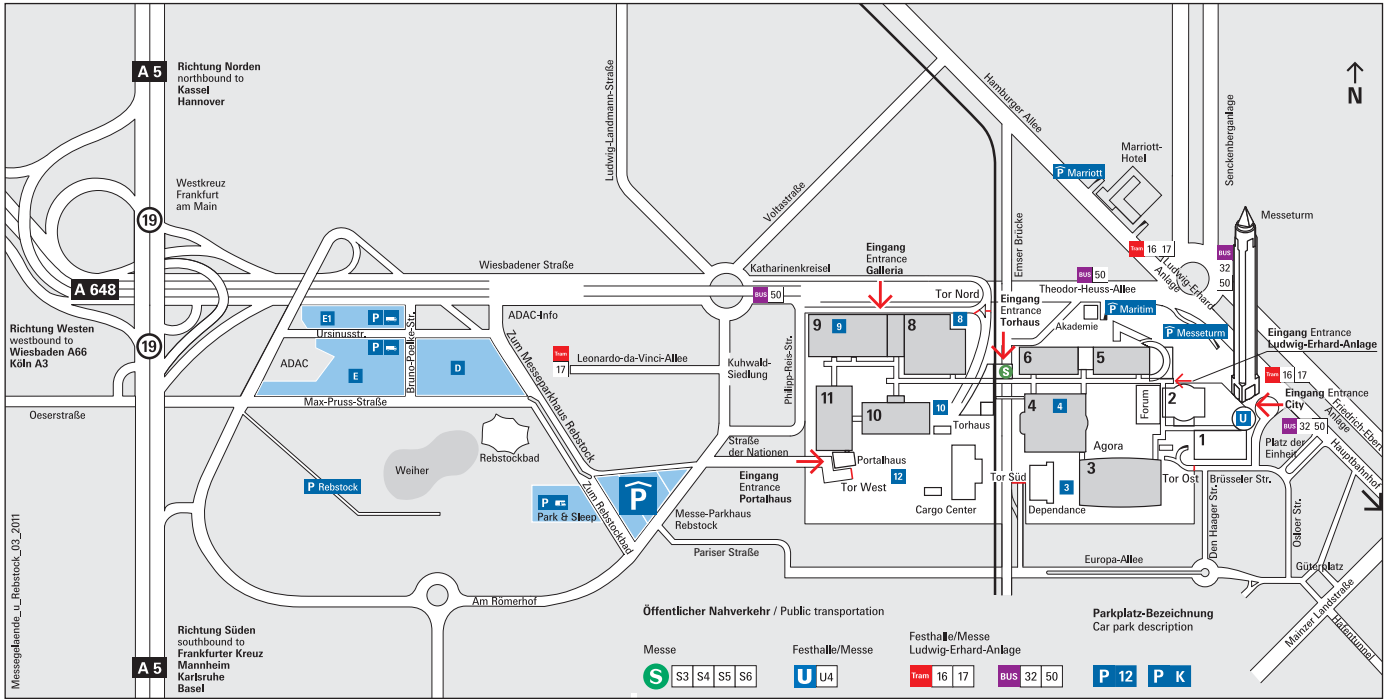 A 5
Richtung Norden
northbound to
Kassel
Hannover
19
Westkreuz
Frankfurt
am Main
A 648
19
Richtung Westen
westbound to
Wiesbaden A66
Köln A3
Oeserstraße
Wiesbadener Straße
Ludwig-Landmann-Straße
Voltastraße
Hamburger Allee
Emser Brücke
Senckenberganlage
N
Marriott-
Hotel
P Marriott
Messeturm
Tram 16 17
BUS
32
50
Ludwig-Erhard
Anlage
BUS 50
Theodor-Heuss-Allee
Katharinenkreisel
BUS 50
Eingang
Entrance
Galleria
Tor Nord
Eingang
Entrance
Torhaus
Akademie
P Maritim
P Messeturm
Eingang Entrance
Ludwig-Erhard-Anlage
Tram 16 17
Eingang Entrance
City
BUS 32 50
Friedrich-Ebert
Anlage
Platz der
Einheit
Hauptbahnhof
E1
P
Ursinusstr.
P
ADAC
E
Bruno-Poelke-Str.
D
ADAC-Info
Max-Pruss-Straße
Zum Messeparkhaus Rebstock
Tram
17
Leonardo-da-Vinci-Allee
Kuhwald-
Siedlung
Philipp-Reis-Str.
9
9
8
8
S
6
5
11
10
10
Torhaus
4
4
Forum
2
U
1
Agora
3
Tor Ost
Brüsseler Str.
Den Haager Str.
Osloer Str.
Weiher
Rebstockbad
P Rebstock
P
Park & Sleep
Zum Rebstockbad
P
Messe-Parkhaus
Rebstock
Straße
der Nationen
Eingang
Entrance
Portalhaus
Portalhaus
Tor West
12
Cargo Center
Tor Süd
3
Dependance
Pariser Straße
Europa-Allee
Güterplatz
Mainzer Landstraße
Hafentunnel
Am Römerhof
A 5
Richtung Süden
southbound to
Frankfurter Kreuz
Mannheim
Karlsruhe
Basel
Messegelaende_u_Rebstock_03_2011
Öffentlicher Nahverkehr / Public transportation
Messe
S S3 S4 S5 S6
Festhalle/Messe
U U4
Festhalle/Messe
Ludwig-Erhard-Anlage
Tram 16 17
BUS 32 50
Parkplatz-Bezeichnung
Car park description
P 12 P K